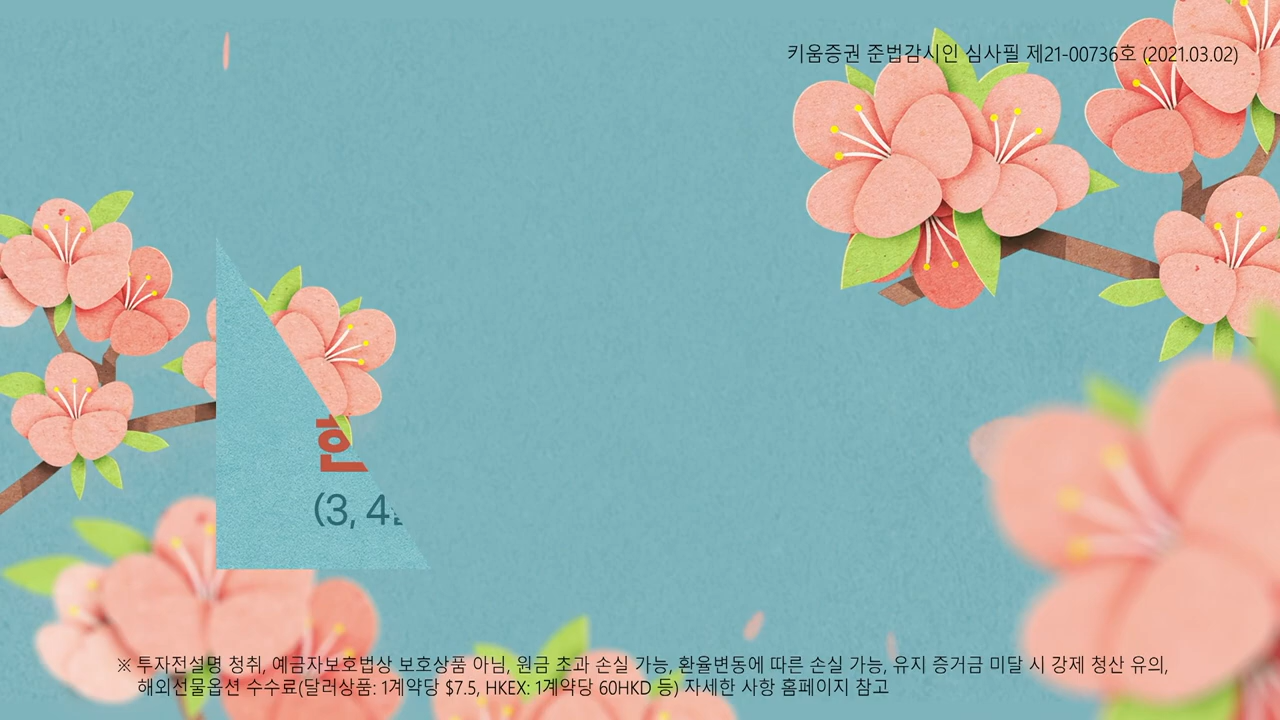 키움증권 준법감시인 심사필 제21-00736호 (2021.03.02)
(3, 4
※ 투자전설명 청취, 예금자보호법상 보호상품 아님, 원금 초과 손실 가능, 환율변동에 따른 손실 가능, 유지 증거금 미달 시 강제 청산 유의,
해외선물옵션 수수료(달러상품: 1계약당 $7.5, HKEX: 1계약당 60HKD 등) 자세한 사항 홈페이지 참고